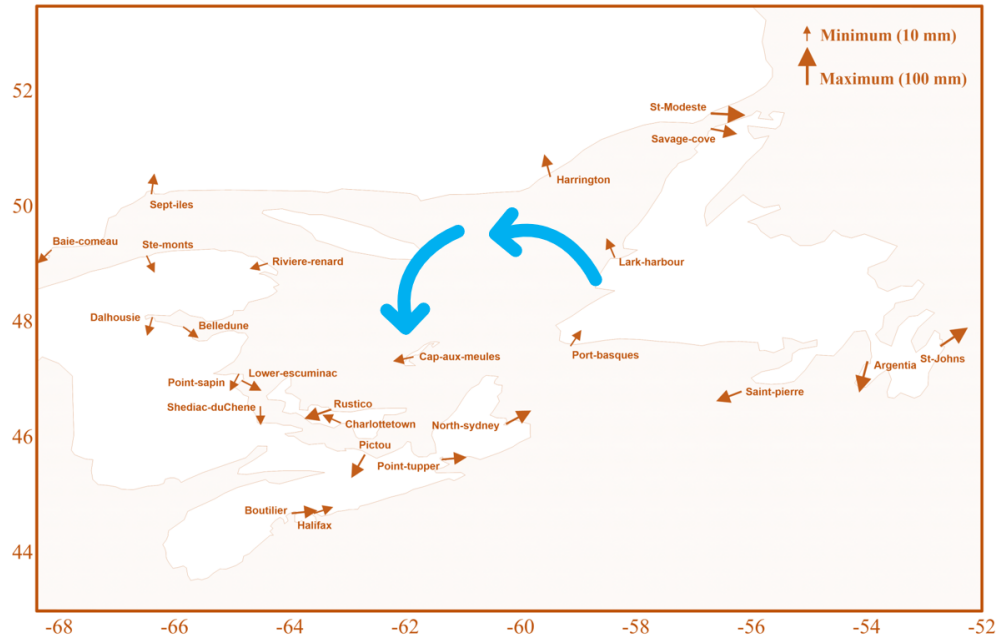 Minimum (10 mm)
Maximum (100 mm)
52
St-Modeste
Savage-cove
Harrington
50
Sept-iles
Baie-comeau
Ste-monts
Riviere-renard
Lark-harbour
48
Dalhousie
Belledune
Port-basques
Cap-aux-meules
St-Johns
Argentia
Point-sapin
Lower-escuminac
Saint-pierre
Shediac-duChene
Rustico
Charlottetown
North-sydney
46
Pictou
Point-tupper
Boutilier
Halifax
44
-68 -66 -64 -62 -60 -58 -56 -54 -52